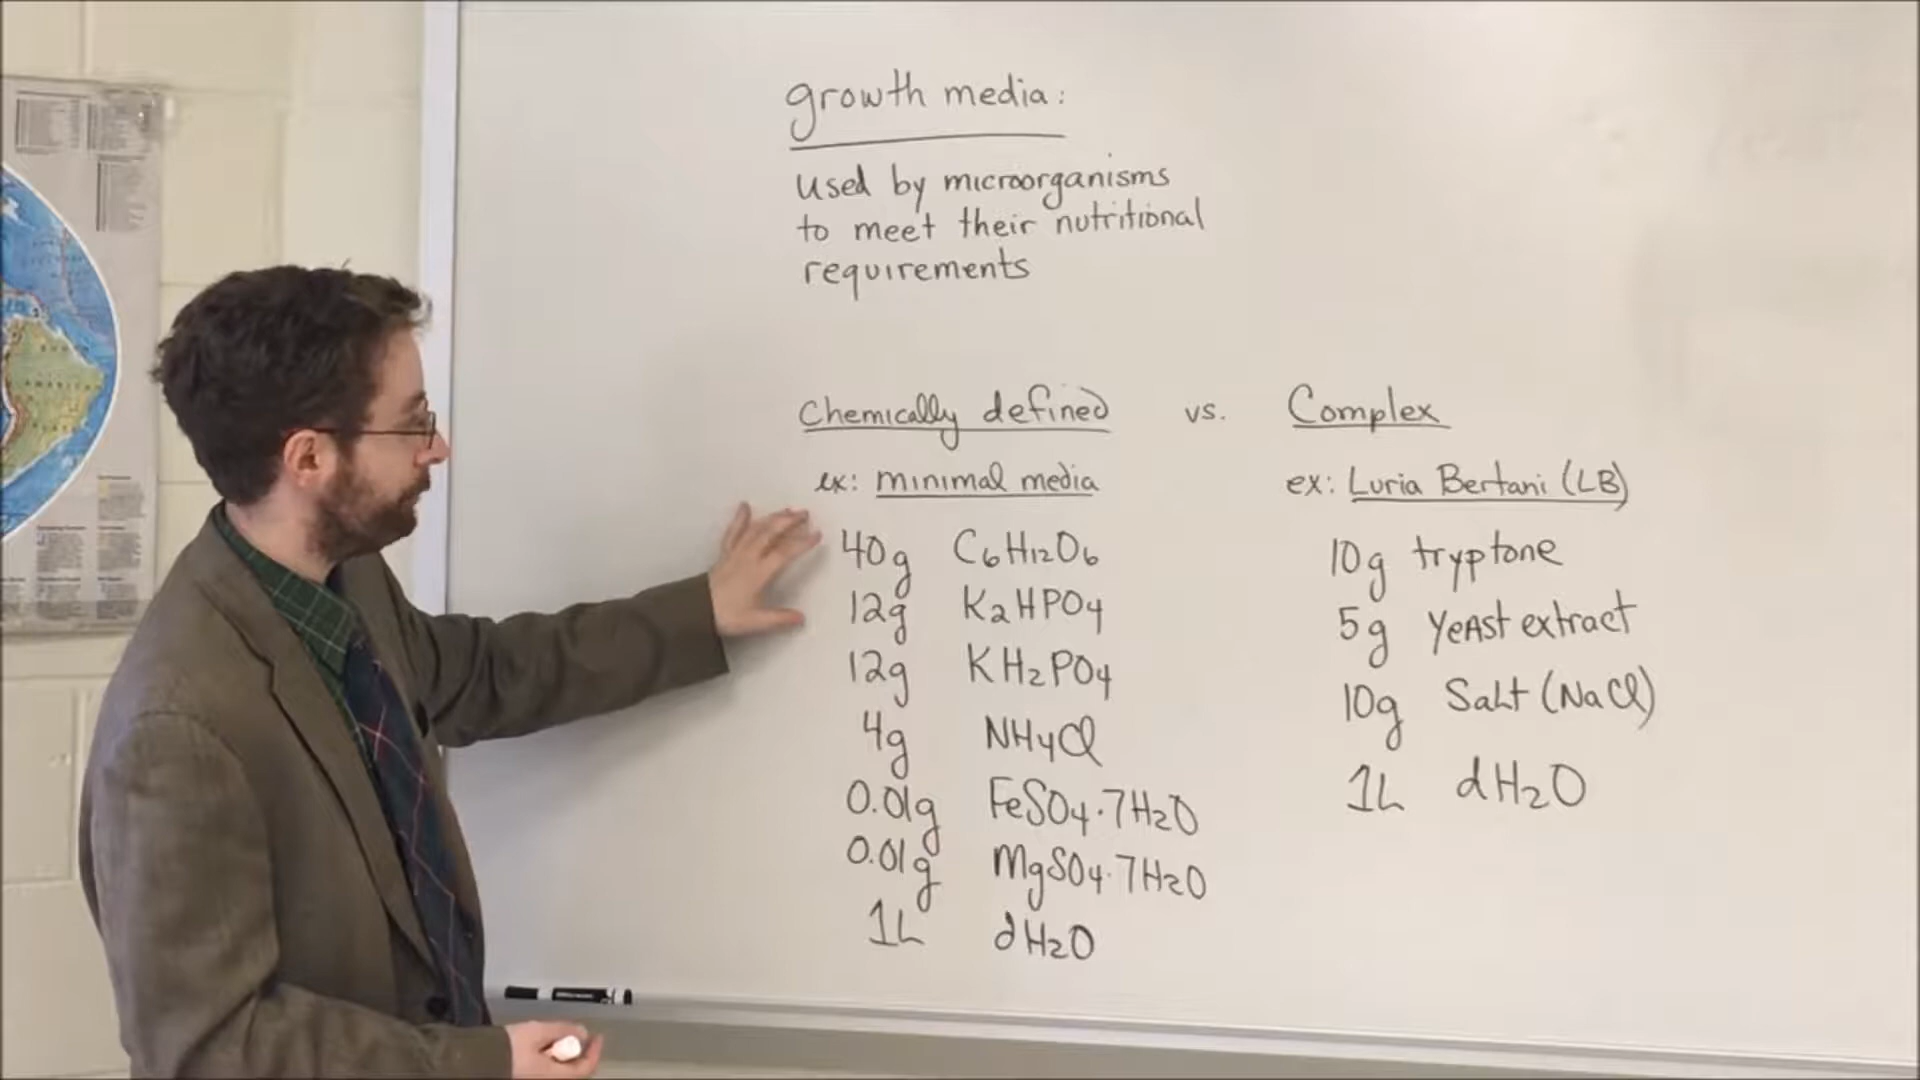 growth media:
used by microorganisms
to meet their nutritional
requirements
Chemically defined vs. Complex
ex: minimal media
40g C6H12O6
12g K2HPO4
12g KH2PO4
4g NH4Cl
0.01g FeSO4·7H2O
0.01g MgSO4·7H2O
1L dH2O
ex: Luria Bertani (LB)
10g tryptone
5g Yeast extract
10g Salt (NaCl)
1L dH2O
AMERICA